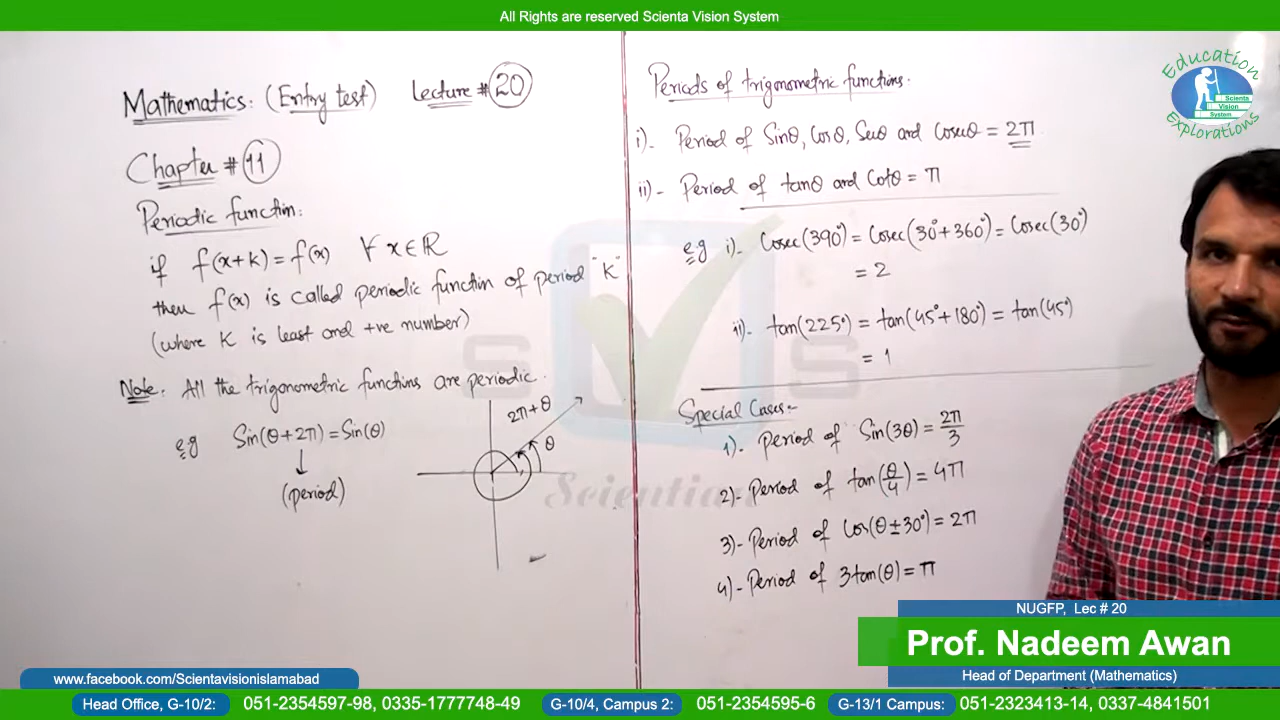 All Rights are reserved Scienta Vision System
Mathematics: (Entry test) Lecture # 20
Chapter # 11
Periodic function:
if f(x+k) = f(x) ∀ x ∈ ℝ
then f(x) is called periodic function of period "K"
(where K is least and +ve number)
Note: All the trigonometric functions are periodic.
eg Sin(θ+2π) = Sin(θ)
↓
(period)
2π+θ
θ
Periods of trigonometric functions.
i)- Period of Sinθ, Cosθ, Secθ and Cosecθ = 2π
ii)- Period of tanθ and Cotθ = π
eg i)- Cosec(390°) = Cosec(30°+360°) = Cosec(30°)
= 2
ii)- tan(225°) = tan(45°+180°) = tan(45°)
= 1
Special Cases:-
1)- Period of Sin(3θ) = 2π/3
2)- Period of tan(θ/4) = 4π
3)- Period of Cos(θ±30°) = 2π
4)- Period of 3tan(θ) = π
Education
Scienta
Vision
System
Explorations
S S
Scientia
NUGFP, Lec # 20
Prof. Nadeem Awan
Head of Department (Mathematics)
www.facebook.com/Scientavisionislamabad
Head Office, G-10/2: 051-2354597-98, 0335-1777748-49 G-10/4, Campus 2: 051-2354595-6 G-13/1 Campus: 051-2323413-14, 0337-4841501